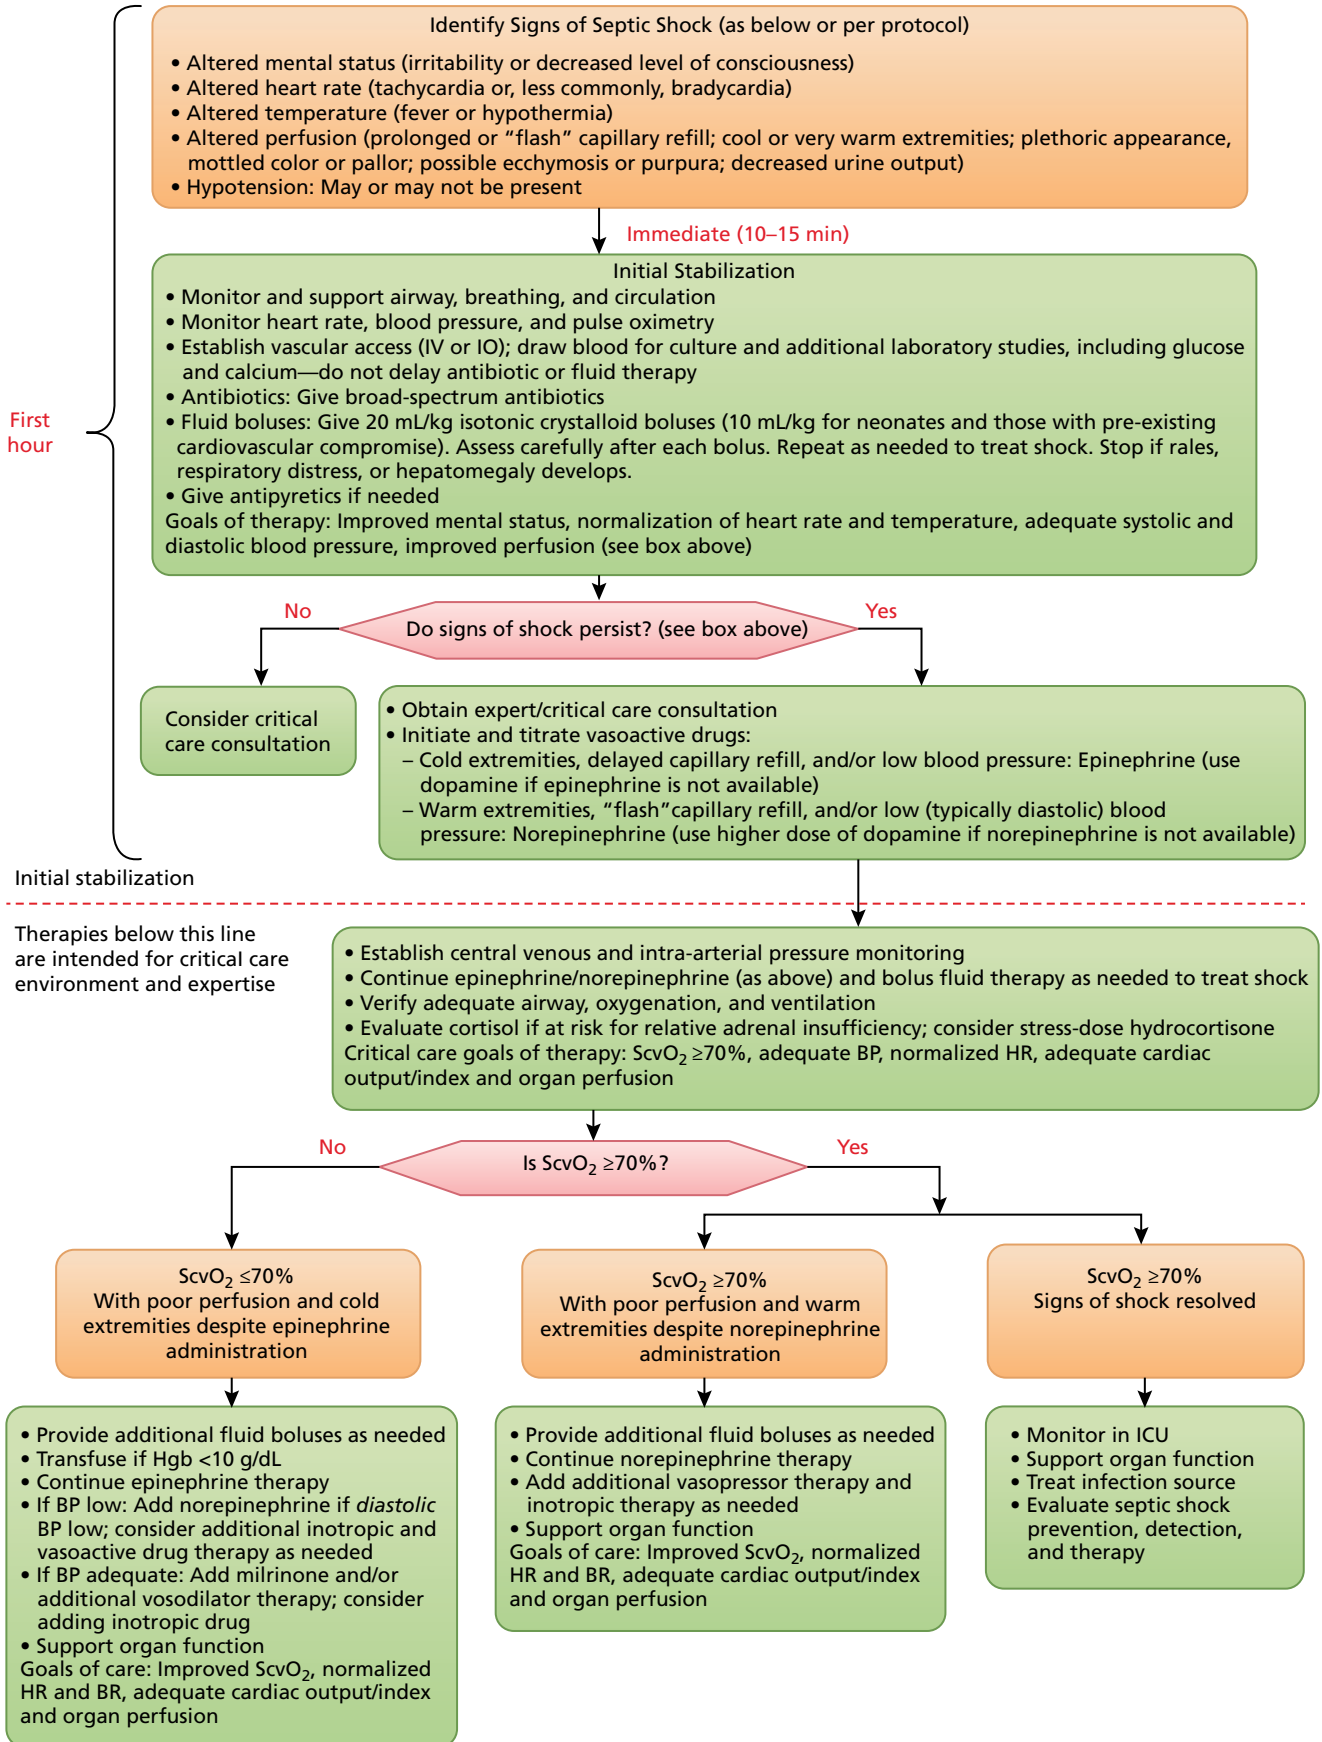 Identify Signs of Septic Shock (as below or per protocol)
• Altered mental status (irritability or decreased level of consciousness)
• Altered heart rate (tachycardia or, less commonly, bradycardia)
• Altered temperature (fever or hypothermia)
• Altered perfusion (prolonged or “flash” capillary refill; cool or very warm extremities; plethoric appearance,
mottled color or pallor; possible ecchymosis or purpura; decreased urine output)
• Hypotension: May or may not be present
Immediate (10–15 min)
First
hour
Initial Stabilization
• Monitor and support airway, breathing, and circulation
• Monitor heart rate, blood pressure, and pulse oximetry
• Establish vascular access (IV or IO); draw blood for culture and additional laboratory studies, including glucose
and calcium—do not delay antibiotic or fluid therapy
• Antibiotics: Give broad-spectrum antibiotics
• Fluid boluses: Give 20 mL/kg isotonic crystalloid boluses (10 mL/kg for neonates and those with pre-existing
cardiovascular compromise). Assess carefully after each bolus. Repeat as needed to treat shock. Stop if rales,
respiratory distress, or hepatomegaly develops.
• Give antipyretics if needed
Goals of therapy: Improved mental status, normalization of heart rate and temperature, adequate systolic and
diastolic blood pressure, improved perfusion (see box above)
No
Do signs of shock persist? (see box above)
Yes
Consider critical
care consultation
• Obtain expert/critical care consultation
• Initiate and titrate vasoactive drugs:
– Cold extremities, delayed capillary refill, and/or low blood pressure: Epinephrine (use
dopamine if epinephrine is not available)
– Warm extremities, “flash”capillary refill, and/or low (typically diastolic) blood
pressure: Norepinephrine (use higher dose of dopamine if norepinephrine is not available)
Initial stabilization
Therapies below this line
are intended for critical care
environment and expertise
• Establish central venous and intra-arterial pressure monitoring
• Continue epinephrine/norepinephrine (as above) and bolus fluid therapy as needed to treat shock
• Verify adequate airway, oxygenation, and ventilation
• Evaluate cortisol if at risk for relative adrenal insufficiency; consider stress-dose hydrocortisone
Critical care goals of therapy: ScvO₂ ≥70%, adequate BP, normalized HR, adequate cardiac
output/index and organ perfusion
No
Is ScvO₂ ≥70%?
Yes
ScvO₂ ≤70%
With poor perfusion and cold
extremities despite epinephrine
administration
ScvO₂ ≥70%
With poor perfusion and warm
extremities despite norepinephrine
administration
ScvO₂ ≥70%
Signs of shock resolved
• Provide additional fluid boluses as needed
• Transfuse if Hgb <10 g/dL
• Continue epinephrine therapy
• If BP low: Add norepinephrine if diastolic
BP low; consider additional inotropic and
vasoactive drug therapy as needed
• If BP adequate: Add milrinone and/or
additional vosodilator therapy; consider
adding inotropic drug
• Support organ function
Goals of care: Improved ScvO₂, normalized
HR and BR, adequate cardiac output/index
and organ perfusion
• Provide additional fluid boluses as needed
• Continue norepinephrine therapy
• Add additional vasopressor therapy and
inotropic therapy as needed
• Support organ function
Goals of care: Improved ScvO₂, normalized
HR and BR, adequate cardiac output/index
and organ perfusion
• Monitor in ICU
• Support organ function
• Treat infection source
• Evaluate septic shock
prevention, detection,
and therapy